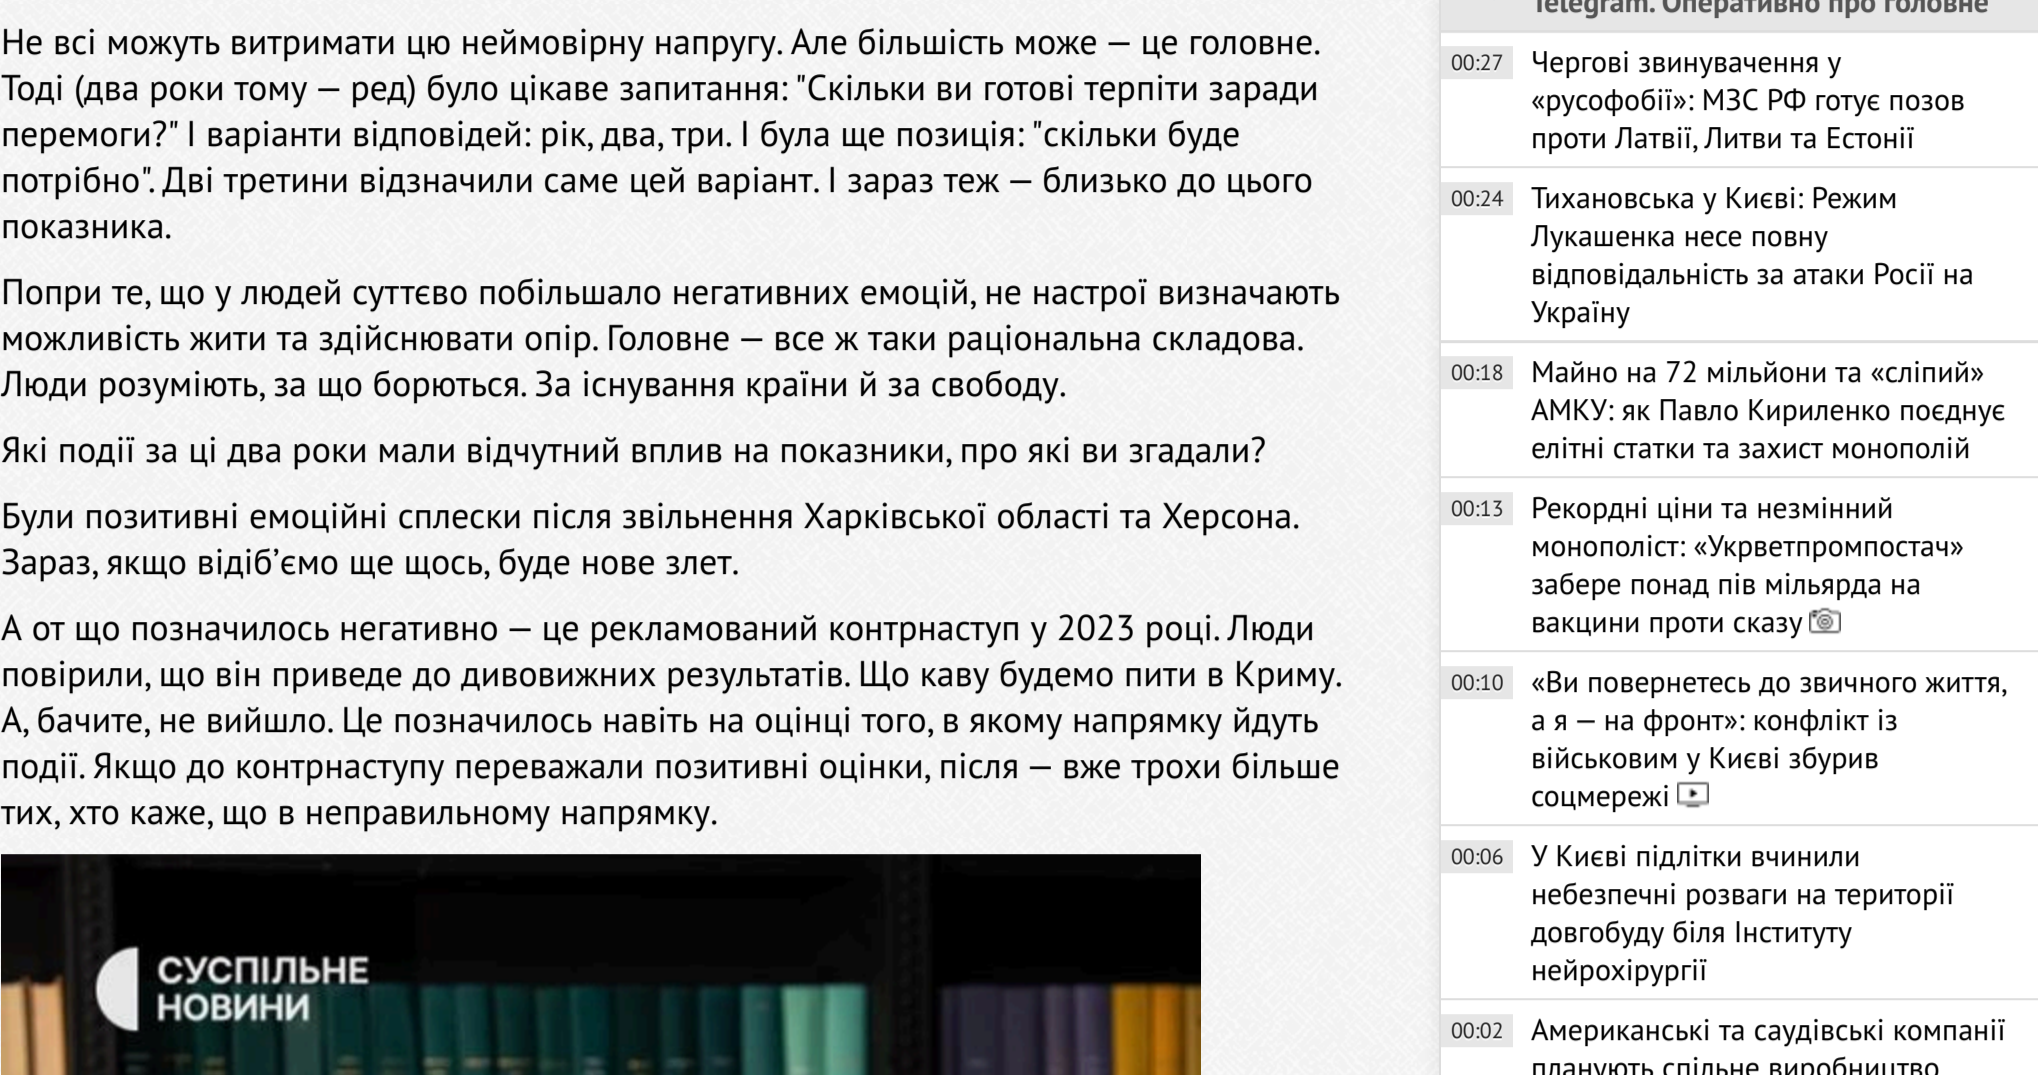 Не всі можуть витримати цю неймовірну напругу. Але більшість може — це головне.
Тоді (два роки тому — ред) було цікаве запитання: "Скільки ви готові терпіти заради
перемоги?" І варіанти відповідей: рік, два, три. І була ще позиція: "скільки буде
потрібно". Дві третини відзначили саме цей варіант. І зараз теж — близько до цього
показника.
Попри те, що у людей суттєво побільшало негативних емоцій, не настрої визначають
можливість жити та здійснювати опір. Головне — все ж таки раціональна складова.
Люди розуміють, за що борються. За існування країни й за свободу.
Які події за ці два роки мали відчутний вплив на показники, про які ви згадали?
Були позитивні емоційні сплески після звільнення Харківської області та Херсона.
Зараз, якщо відіб’ємо ще щось, буде нове злет.
А от що позначилось негативно — це рекламований контрнаступ у 2023 році. Люди
повірили, що він приведе до дивовижних результатів. Що каву будемо пити в Криму.
А, бачите, не вийшло. Це позначилось навіть на оцінці того, в якому напрямку йдуть
події. Якщо до контрнаступу переважали позитивні оцінки, після — вже трохи більше
тих, хто каже, що в неправильному напрямку.
СУСПІЛЬНЕ
НОВИНИ
Telegram. Оперативно про головне
00:27 Чергові звинувачення у
«русофобії»: МЗС РФ готує позов
проти Латвії, Литви та Естонії
00:24 Тихановська у Києві: Режим
Лукашенка несе повну
відповідальність за атаки Росії на
Україну
00:18 Майно на 72 мільйони та «сліпий»
АМКУ: як Павло Кириленко поєднує
елітні статки та захист монополій
00:13 Рекордні ціни та незмінний
монополіст: «Укрветпромпостач»
забере понад пів мільярда на
вакцини проти сказу
00:10 «Ви повернетесь до звичного життя,
а я — на фронт»: конфлікт із
військовим у Києві збурив
соцмережі
00:06 У Києві підлітки вчинили
небезпечні розваги на території
довгобуду біля Інституту
нейрохірургії
00:02 Американські та саудівські компанії
планують спільне виробництво